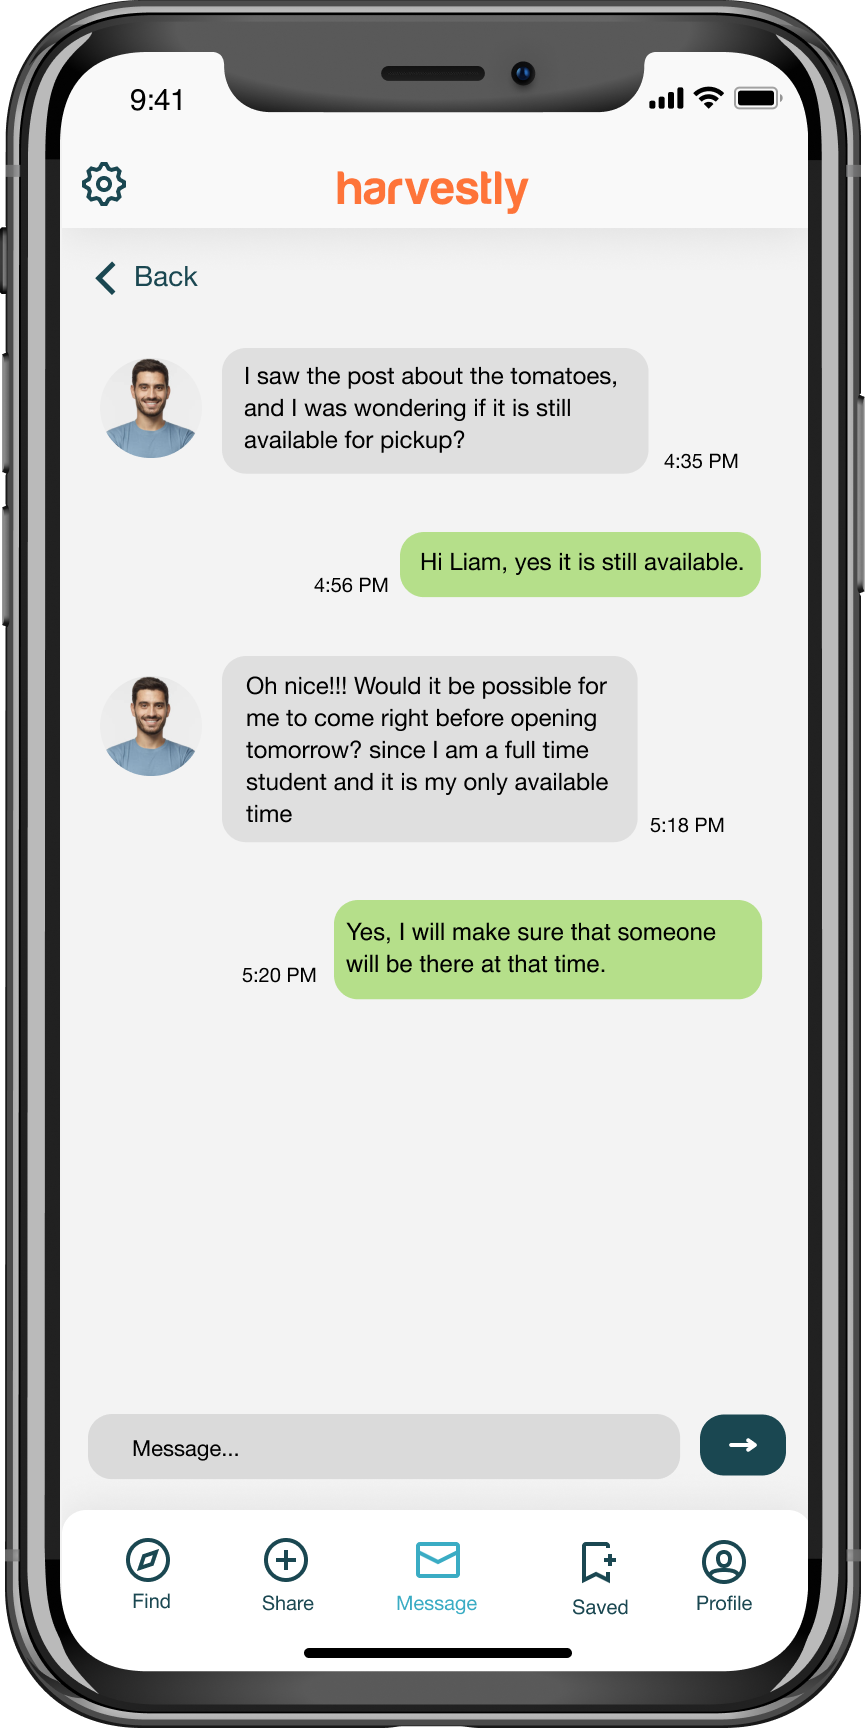 9:41
harvestly
Back
I saw the post about the tomatoes,
and I was wondering if it is still
available for pickup?
4:35 PM
Hi Liam, yes it is still available.
4:56 PM
Oh nice!!! Would it be possible for
me to come right before opening
tomorrow? since I am a full time
student and it is my only available
time
5:18 PM
Yes, I will make sure that someone
will be there at that time.
5:20 PM
Message...
Find
Share
Message
Saved
Profile